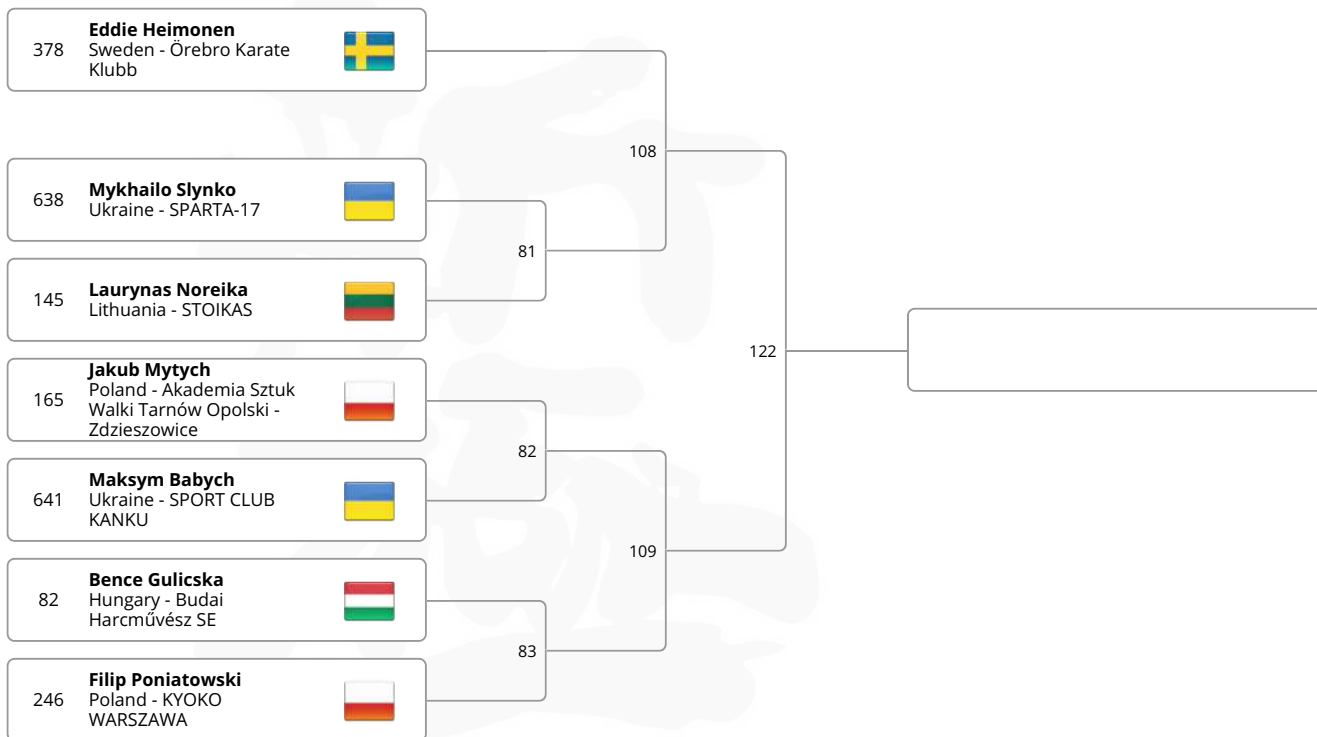 378
Eddie Heimonen
Sweden - Örebro Karate
Klubb
108
638
Mykhailo Slynko
Ukraine - SPARTA-17
81
145
Laurynas Noreika
Lithuania - STOIKAS
122
165
Jakub Mytych
Poland - Akademia Sztuk
Walki Tarnów Opolski -
Zdzieszowice
82
641
Maksym Babych
Ukraine - SPORT CLUB
KANKU
109
82
Bence Gulicska
Hungary - Budai
Harcművész SE
83
246
Filip Poniatowski
Poland - KYOKO
WARSZAWA